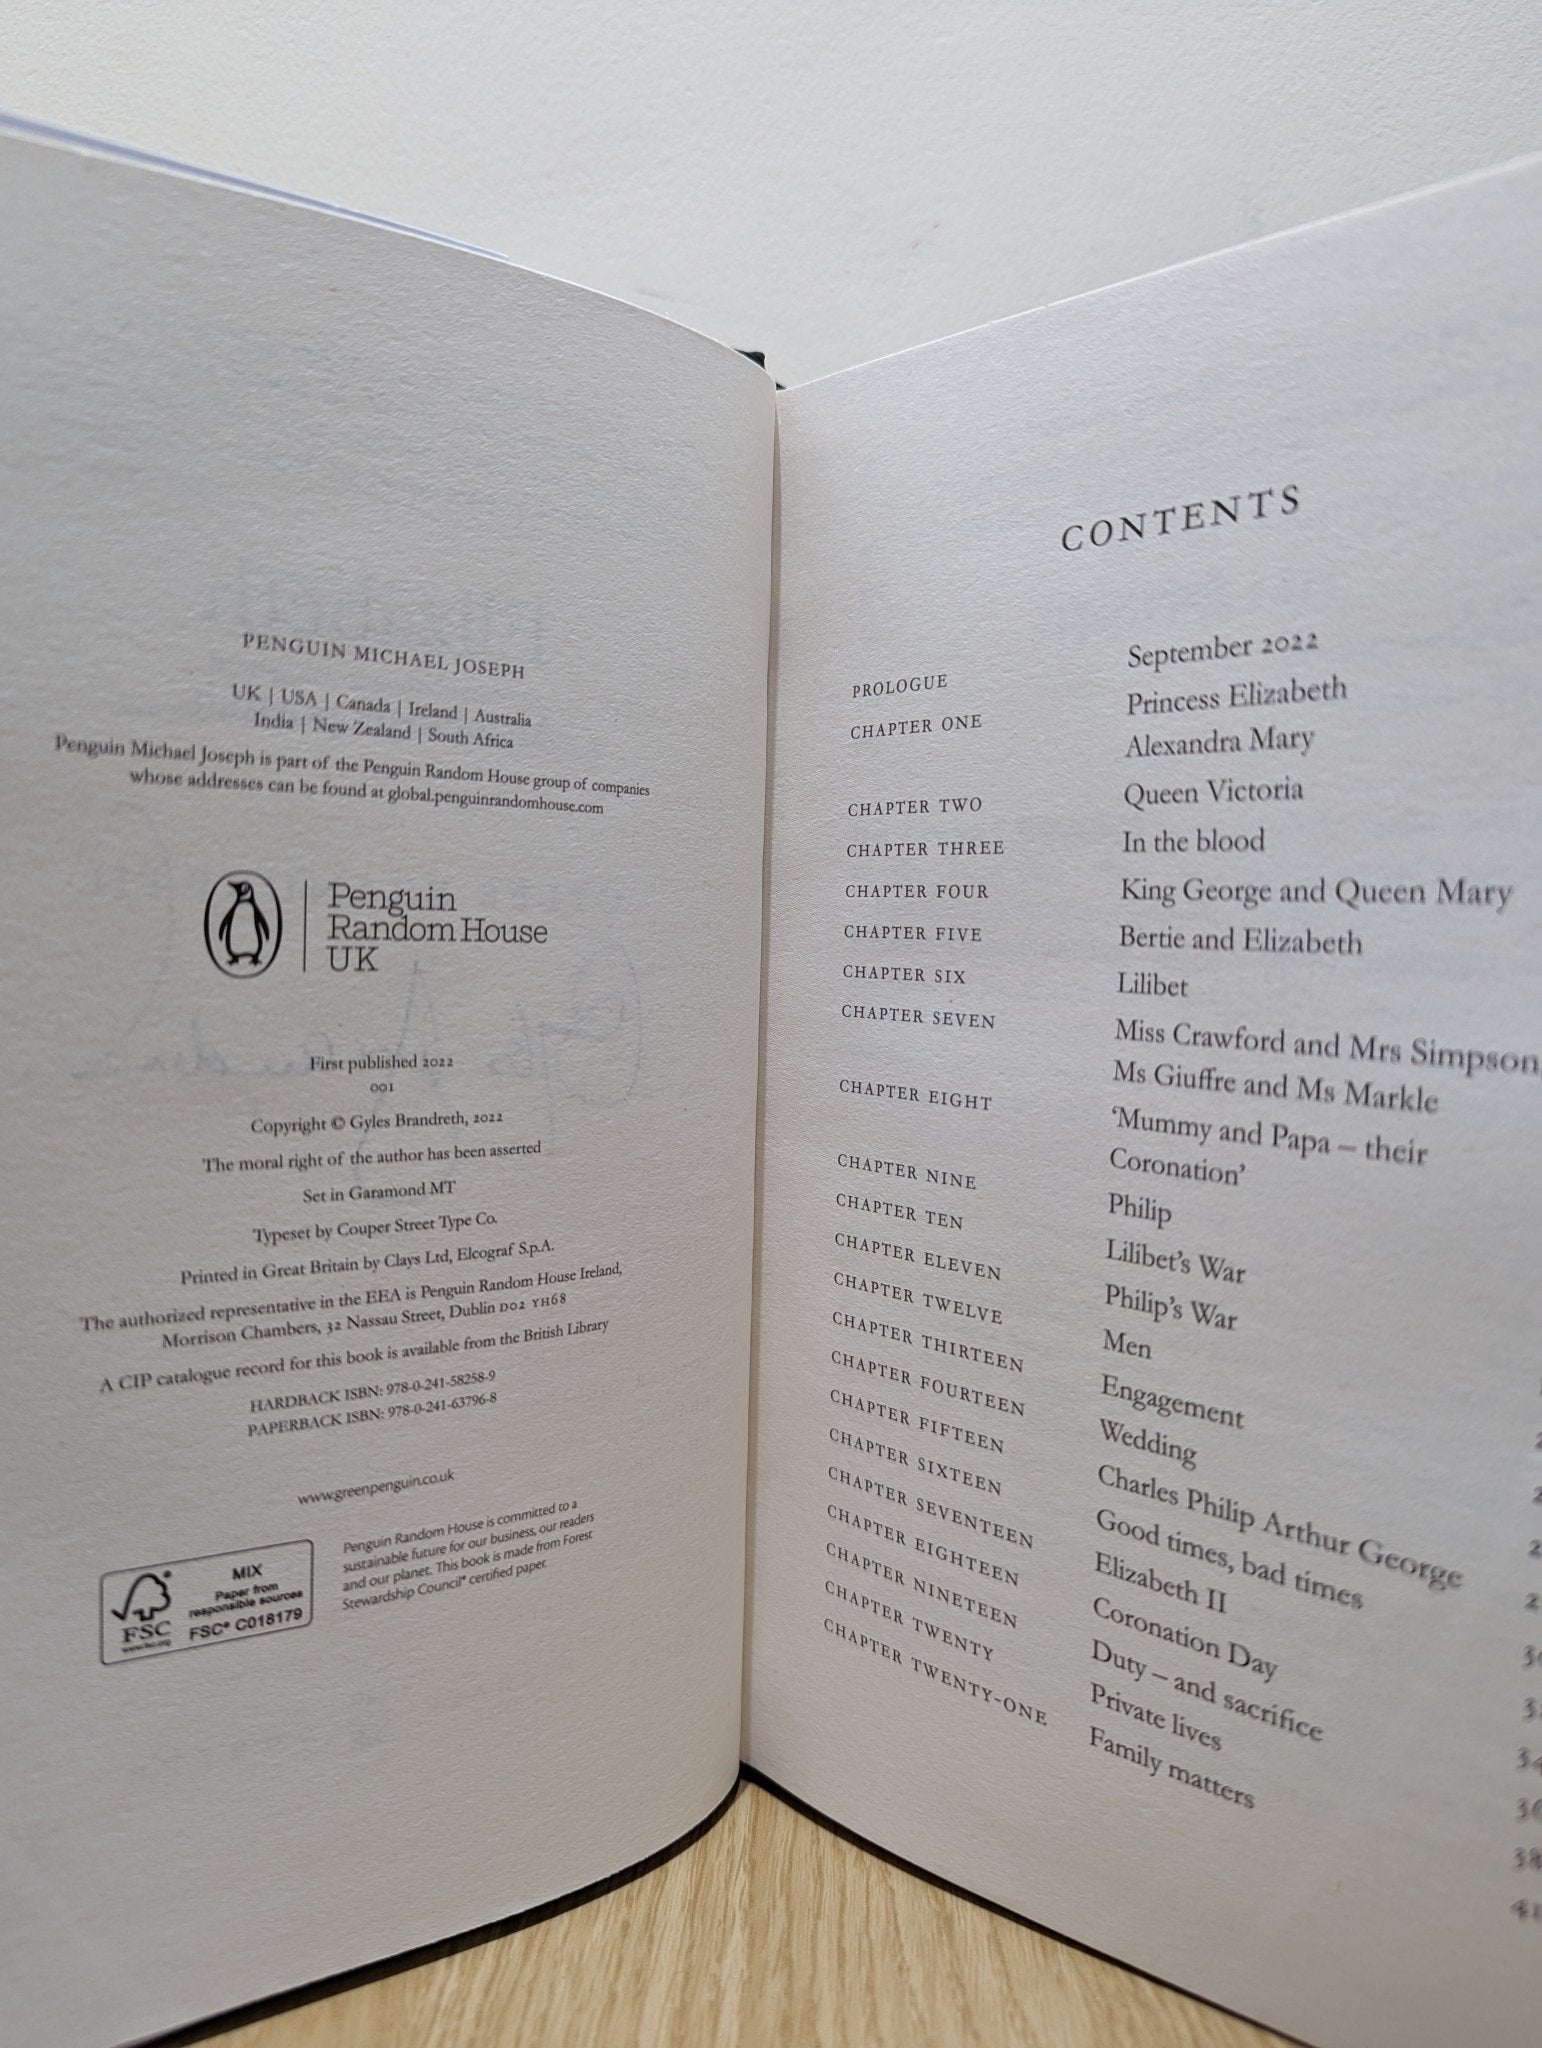 PENGUIN MICHAEL JOSEPH
UK | USA | Canada | Ireland | Australia
India | New Zealand | South Africa
Penguin Michael Joseph is part of the Penguin Random House group of companies
whose addresses can be found at global.penguinrandomhouse.com
Penguin
Random House
UK
First published 2022
001
Copyright © Gyles Brandreth, 2022
The moral right of the author has been asserted
Set in Garamond MT
Typeset by Couper Street Type Co.
Printed in Great Britain by Clays Ltd, Elcograf S.p.A.
The authorized representative in the EEA is Penguin Random House Ireland,
Morrison Chambers, 32 Nassau Street, Dublin D02 YH68
A CIP catalogue record for this book is available from the British Library
HARDBACK ISBN: 978-0-241-58258-9
PAPERBACK ISBN: 978-0-241-63796-8
www.greenpenguin.co.uk
FSC
www.fsc.org
MIX
Paper from
responsible sources
FSC® C018179
Penguin Random House is committed to a
sustainable future for our business, our readers
and our planet. This book is made from Forest
Stewardship Council® certified paper.
CONTENTS
PROLOGUE September 2022
CHAPTER ONE Princess Elizabeth
Alexandra Mary
CHAPTER TWO Queen Victoria
CHAPTER THREE In the blood
CHAPTER FOUR King George and Queen Mary
CHAPTER FIVE Bertie and Elizabeth
CHAPTER SIX Lilibet
CHAPTER SEVEN Miss Crawford and Mrs Simpson,
Ms Giuffre and Ms Markle
CHAPTER EIGHT ‘Mummy and Papa – their
Coronation’
CHAPTER NINE Philip
CHAPTER TEN Lilibet’s War
CHAPTER ELEVEN Philip’s War
CHAPTER TWELVE Men
CHAPTER THIRTEEN Engagement
CHAPTER FOURTEEN Wedding
CHAPTER FIFTEEN Charles Philip Arthur George
CHAPTER SIXTEEN Good times, bad times
CHAPTER SEVENTEEN Elizabeth II
CHAPTER EIGHTEEN Coronation Day
CHAPTER NINETEEN Duty – and sacrifice
CHAPTER TWENTY Private lives
CHAPTER TWENTY-ONE Family matters